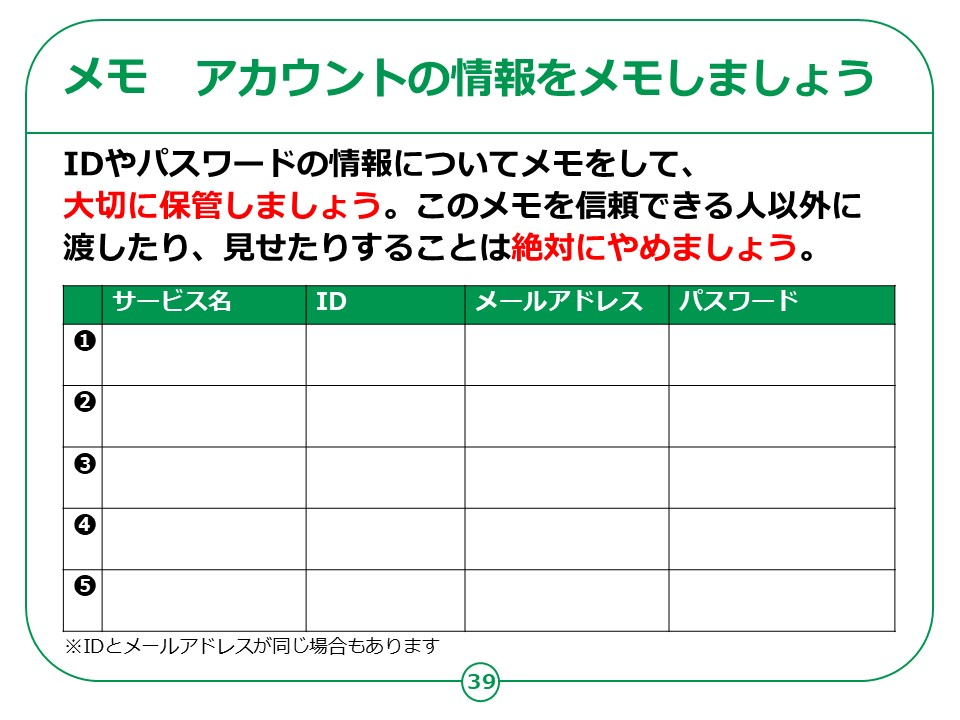 メモ　アカウントの情報をメモしましょう
IDやパスワードの情報についてメモをして、
大切に保管しましょう。このメモを信頼できる人以外に
渡したり、見せたりすることは絶対にやめましょう。
サービス名 ID メールアドレス パスワード
❶
❷
❸
❹
❺
※IDとメールアドレスが同じ場合もあります
39